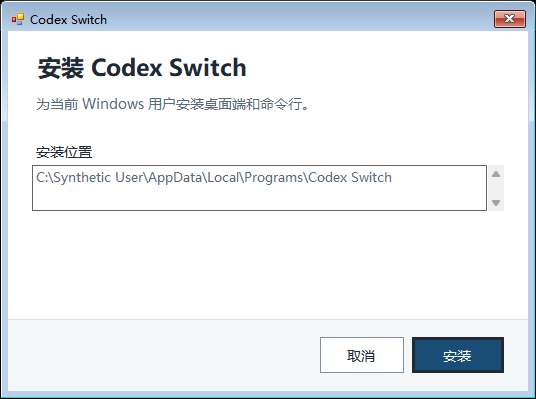 Codex Switch
安装 Codex Switch
为当前 Windows 用户安装桌面端和命令行。
安装位置
C:\Synthetic User\AppData\Local\Programs\Codex Switch
取消
安装